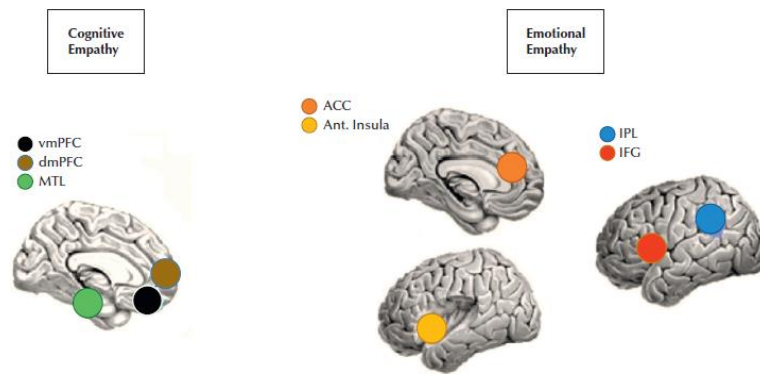 Cognitive
Empathy
Emotional
Empathy
vmPFC
dmPFC
MTL
ACC
Ant. Insula
IPL
IFG